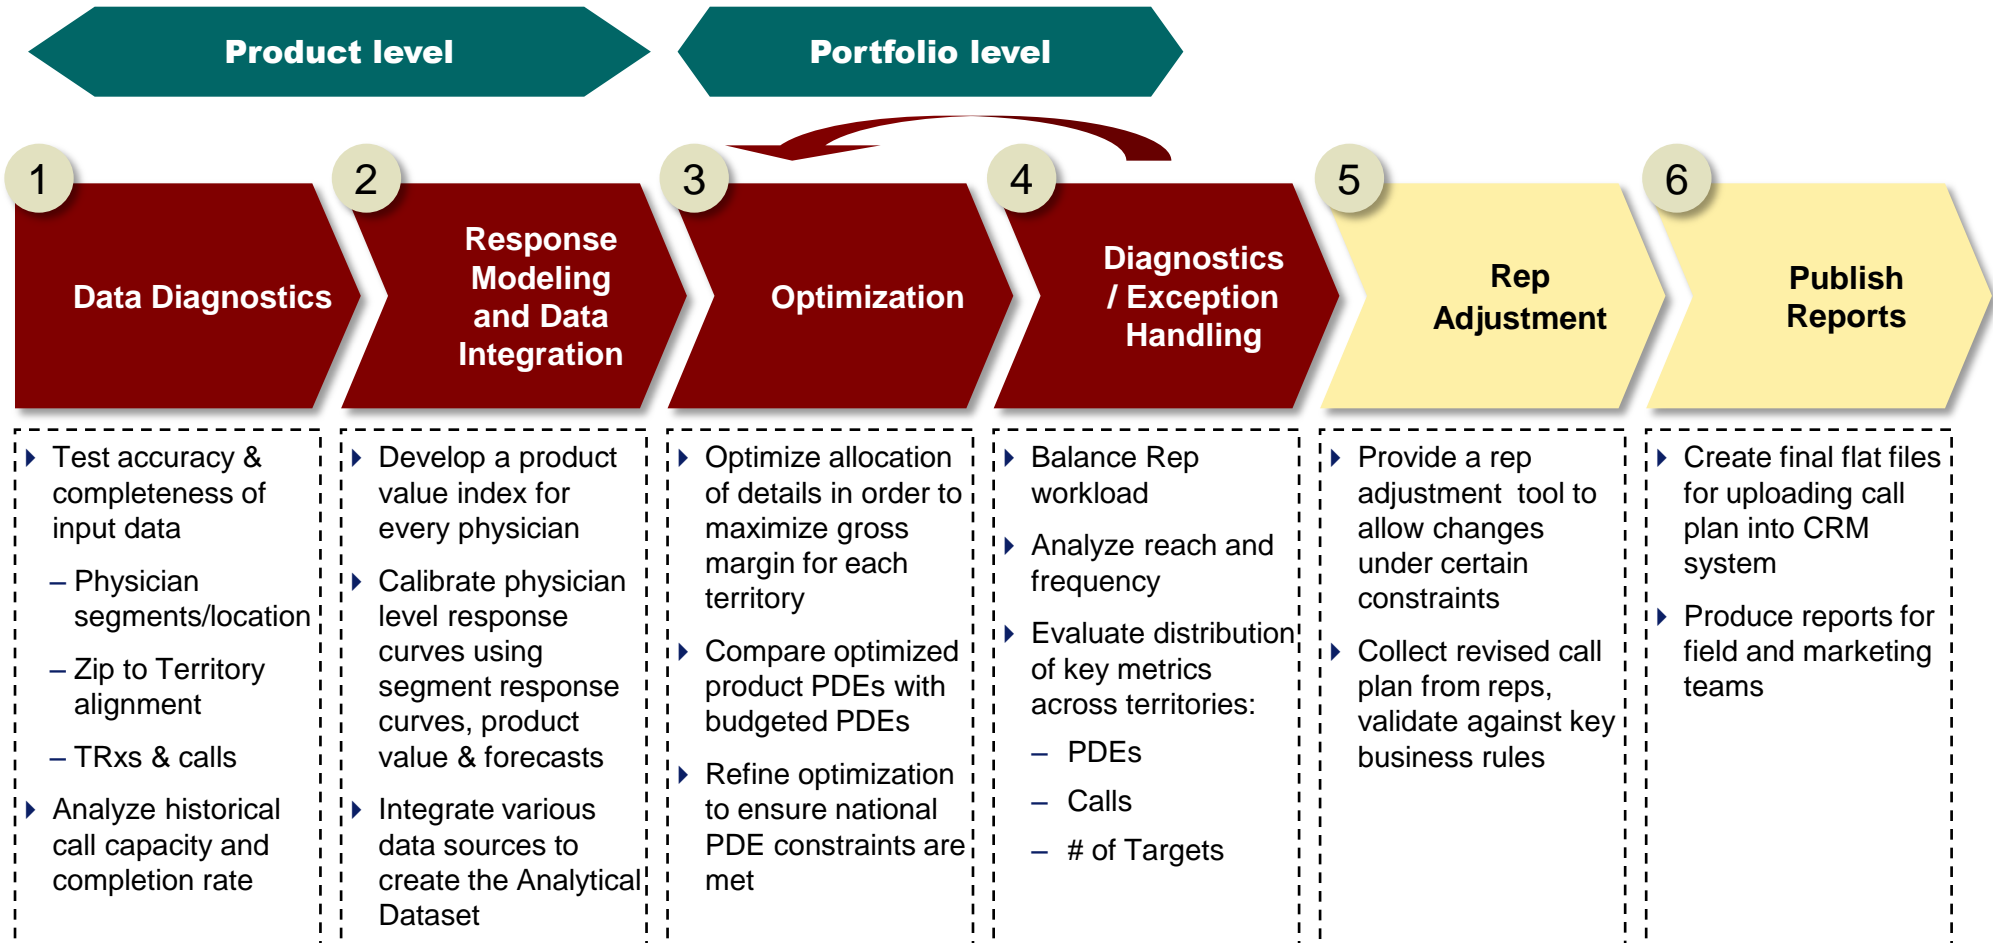 Product level
Portfolio level
1
Data Diagnostics
2
Response
Modeling
and Data
Integration
3
Optimization
4
Diagnostics
/ Exception
Handling
5
Rep
Adjustment
6
Publish
Reports
Test accuracy &
completeness of
input data
– Physician
segments/location
– Zip to Territory
alignment
– TRxs & calls
Analyze historical
call capacity and
completion rate
Develop a product
value index for
every physician
Calibrate physician
level response
curves using
segment response
curves, product
value & forecasts
Integrate various
data sources to
create the Analytical
Dataset
Optimize allocation
of details in order to
maximize gross
margin for each
territory
Compare optimized
product PDEs with
budgeted PDEs
Refine optimization
to ensure national
PDE constraints are
met
Balance Rep
workload
Analyze reach and
frequency
Evaluate distribution
of key metrics
across territories:
– PDEs
– Calls
– # of Targets
Provide a rep
adjustment tool to
allow changes
under certain
constraints
Collect revised call
plan from reps,
validate against key
business rules
Create final flat files
for uploading call
plan into CRM
system
Produce reports for
field and marketing
teams